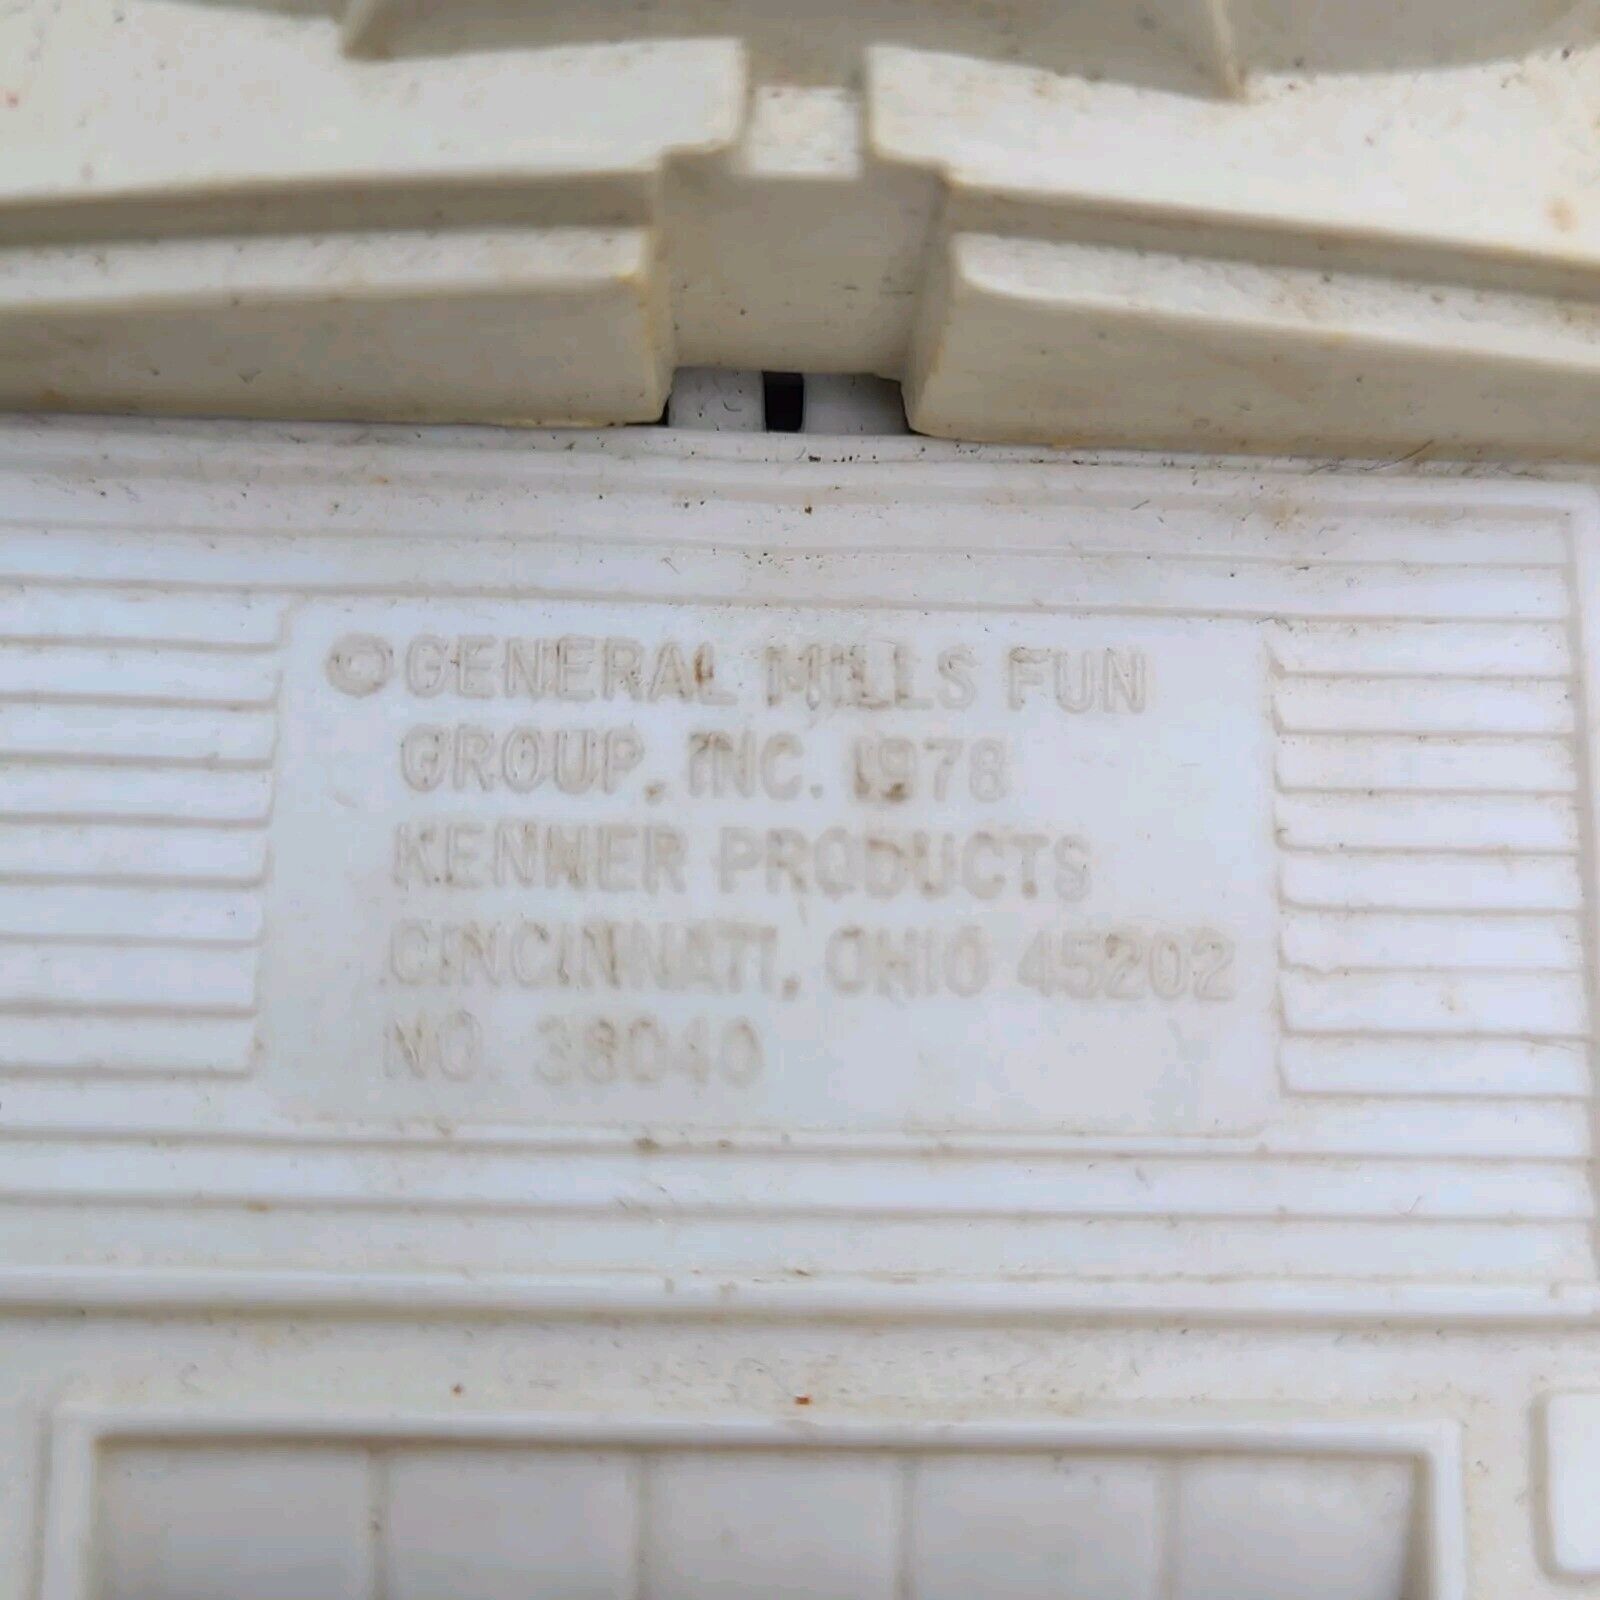 ©GENERAL MILLS FUN
GROUP, INC. 1978
KENNER PRODUCTS
CINCINNATI, OHIO 45202
NO. 38040